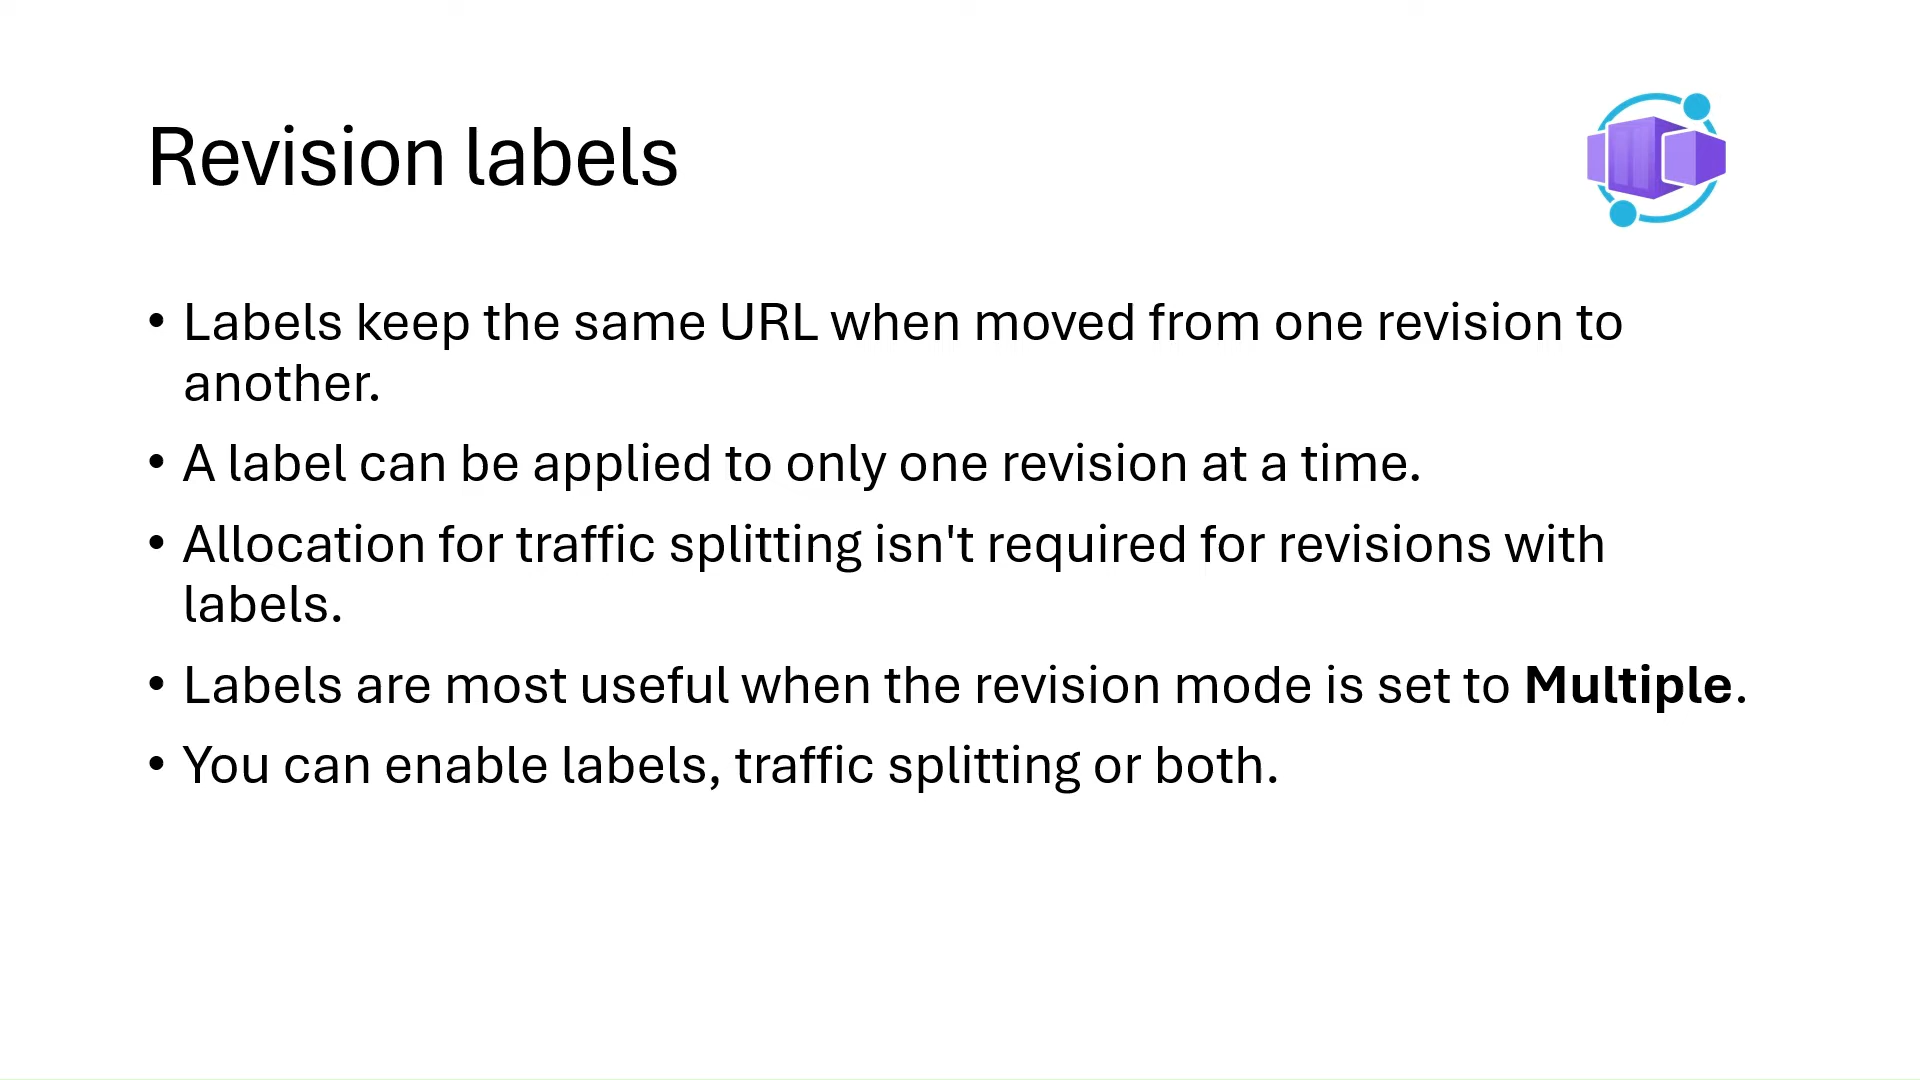 Revision labels
• Labels keep the same URL when moved from one revision to
another.
• A label can be applied to only one revision at a time.
• Allocation for traffic splitting isn't required for revisions with
labels.
• Labels are most useful when the revision mode is set to Multiple.
• You can enable labels, traffic splitting or both.